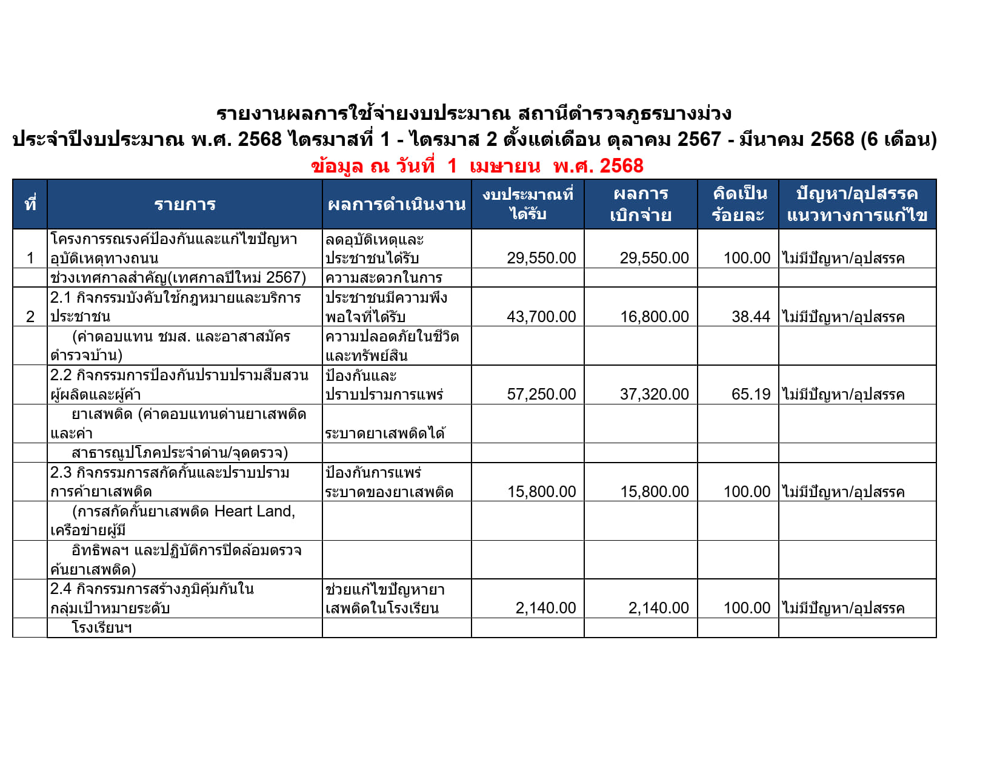 รายงานผลการใช้จ่ายงบประมาณ สถานีตำรวจภูธรบางม่วง
ประจำปีงบประมาณ พ.ศ. 2568 ไตรมาสที่ 1 - ไตรมาส 2 ตั้งแต่เดือน ตุลาคม 2567 - มีนาคม 2568 (6 เดือน)
ข้อมูล ณ วันที่ 1 เมษายน พ.ศ. 2568
ที่ รายการ ผลการดำเนินงาน งบประมาณที่ ผลการ คิดเป็น ปัญหา/อุปสรรค
ได้รับ เบิกจ่าย ร้อยละ แนวทางการแก้ไข
โครงการรณรงค์ป้องกันและแก้ไขปัญหา ลดอุบัติเหตุและ
1 อุบัติเหตุทางถนน ประชาชนได้รับ 29,550.00 29,550.00 100.00 ไม่มีปัญหา/อุปสรรค
ช่วงเทศกาลสำคัญ(เทศกาลปีใหม่ 2567) ความสะดวกในการ
2.1 กิจกรรมบังคับใช้กฎหมายและบริการ ประชาชนมีความพึง
2 ประชาชน พอใจที่ได้รับ 43,700.00 16,800.00 38.44 ไม่มีปัญหา/อุปสรรค
(ค่าตอบแทน ชมส. และอาสาสมัคร ความปลอดภัยในชีวิต
ตำรวจบ้าน) และทรัพย์สิน
2.2 กิจกรรมการป้องกันปราบปรามสืบสวน ป้องกันและ
ผู้ผลิตและผู้ค้า ปราบปรามการแพร่ 57,250.00 37,320.00 65.19 ไม่มีปัญหา/อุปสรรค
ยาเสพติด (ค่าตอบแทนด่านยาเสพติด
และค่า ระบาดยาเสพติดได้
สาธารณูปโภคประจำด่าน/จุดตรวจ)
2.3 กิจกรรมการสกัดกั้นและปราบปราม ป้องกันการแพร่
การค้ายาเสพติด ระบาดของยาเสพติด 15,800.00 15,800.00 100.00 ไม่มีปัญหา/อุปสรรค
(การสกัดกั้นยาเสพติด Heart Land,
เครือข่ายผู้มี
อิทธิพลฯ และปฏิบัติการปิดล้อมตรวจ
ค้นยาเสพติด)
2.4 กิจกรรมการสร้างภูมิคุ้มกันใน ช่วยแก้ไขปัญหายา
กลุ่มเป้าหมายระดับ เสพติดในโรงเรียน 2,140.00 2,140.00 100.00 ไม่มีปัญหา/อุปสรรค
โรงเรียนฯ